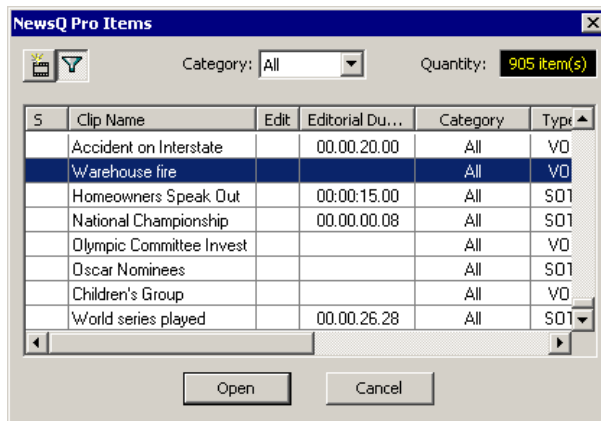 NewsQ Pro Items
Category: All Quantity: 905 item(s)
S Clip Name Edit Editorial Du... Category Type
Accident on Interstate 00.00.20.00 All VO
Warehouse fire All VO
Homeowners Speak Out 00:00:15.00 All SOT
National Championship 00.00.00.08 All SOT
Olympic Committee Invest All VO
Oscar Nominees All SOT
Children's Group All VO
World series played 00.00.26.28 All SOT
Open Cancel